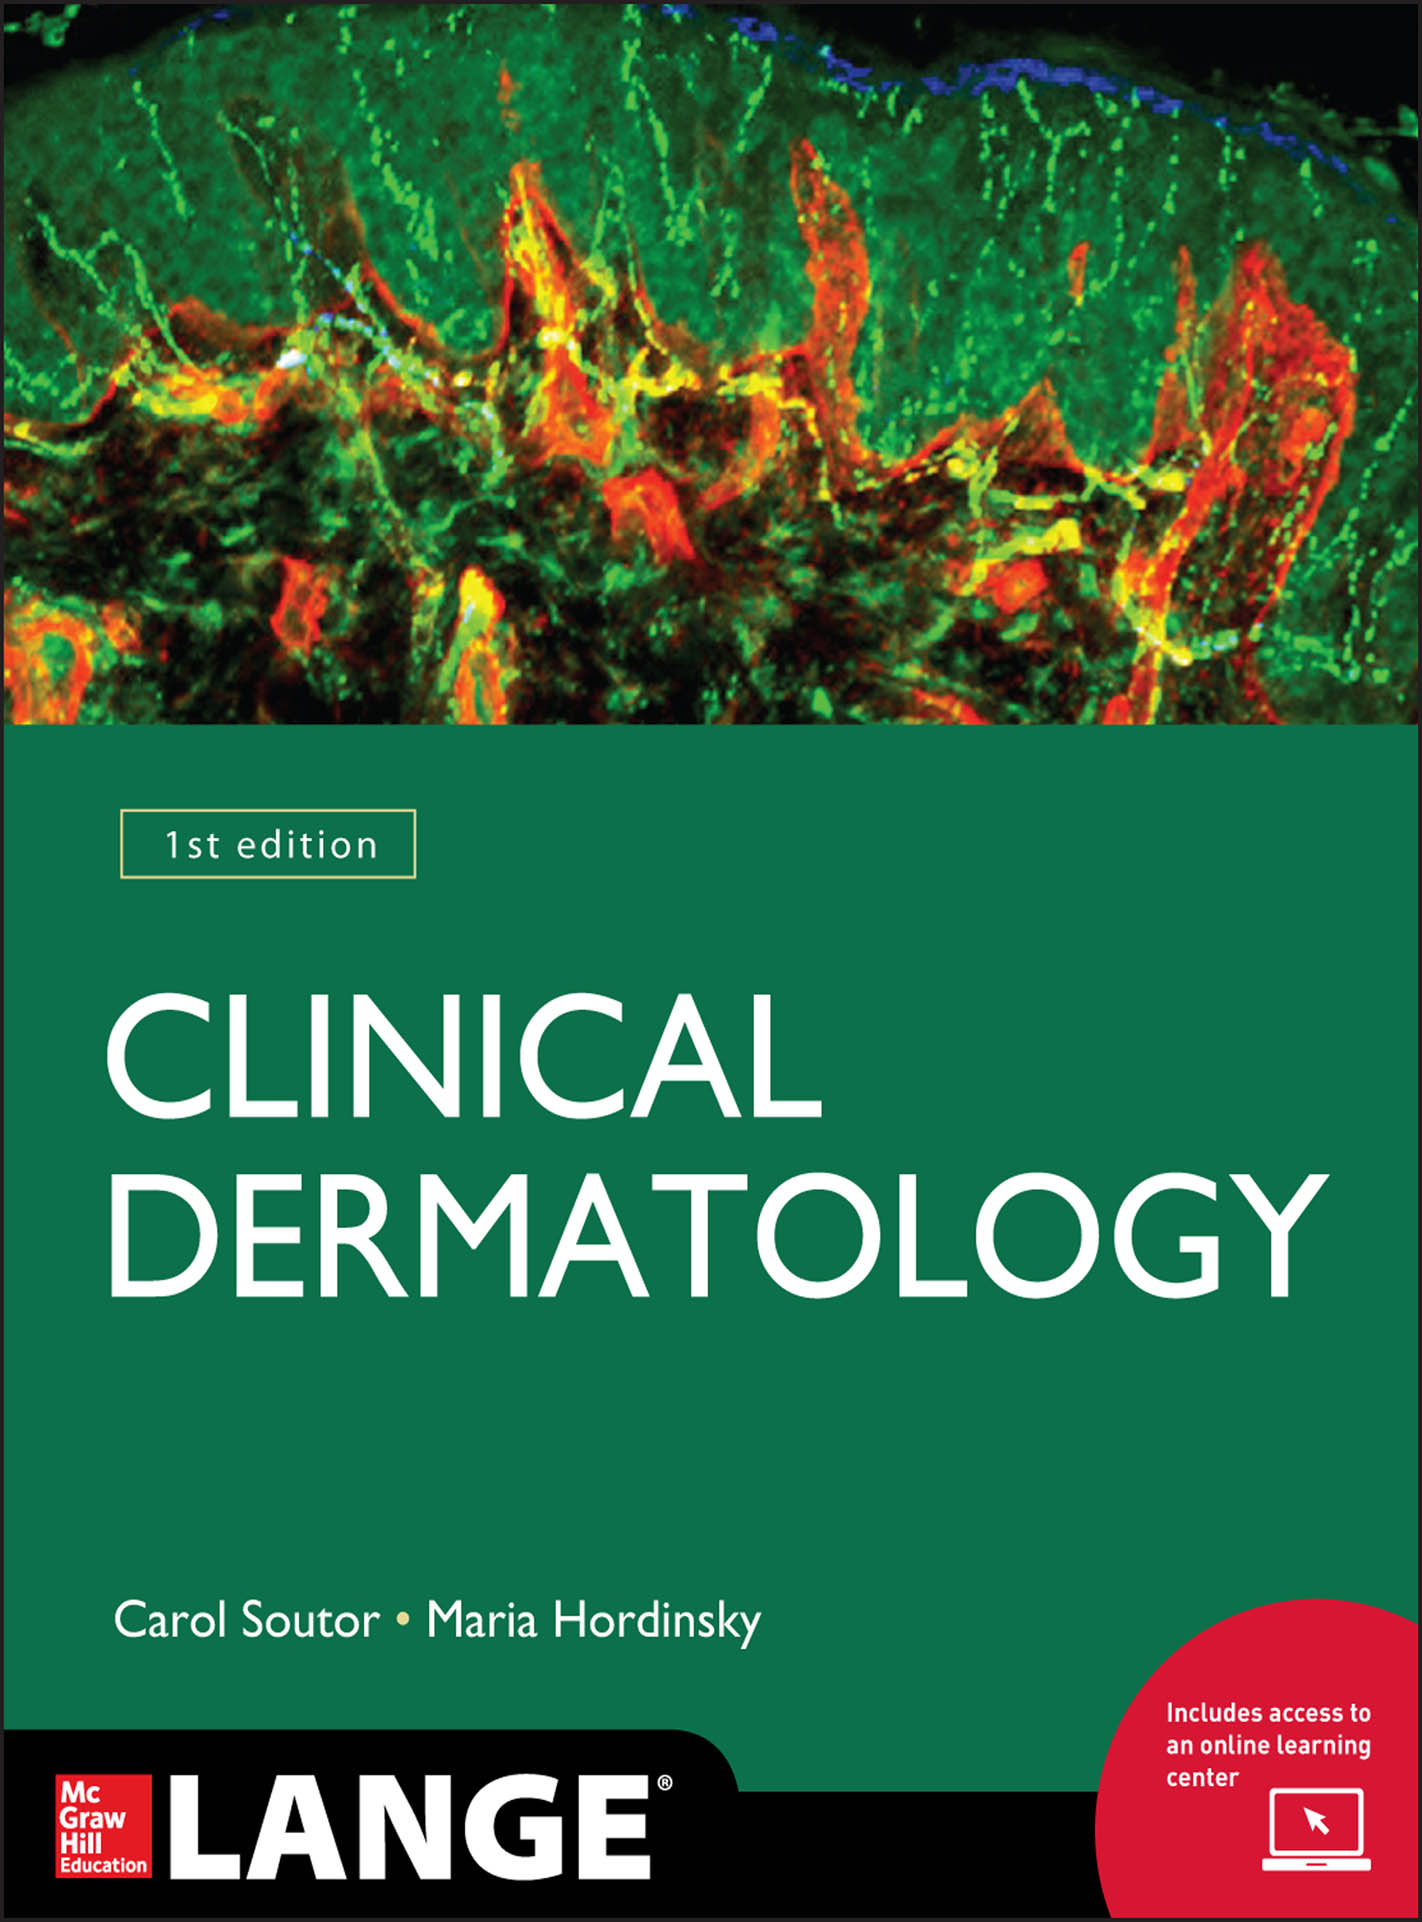 1st edition
CLINICAL
DERMATOLOGY
Carol Soutor • Maria Hordinsky
Includes access to
an online learning
center
Mc
Graw
Hill
Education
LANGE®